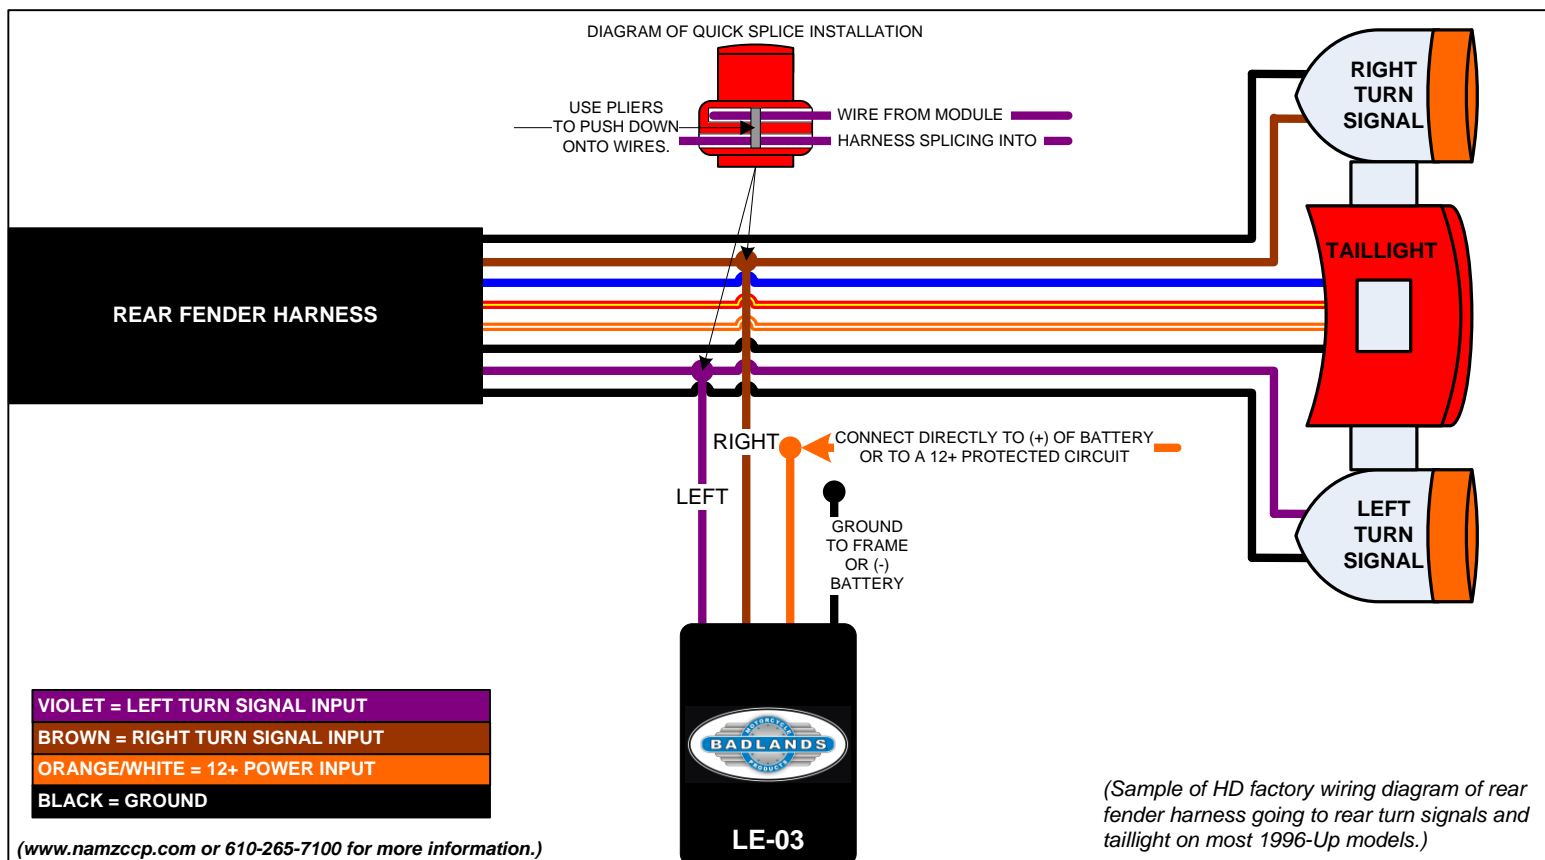 DIAGRAM OF QUICK SPLICE INSTALLATION
USE PLIERS
TO PUSH DOWN
ONTO WIRES.
WIRE FROM MODULE
HARNESS SPLICING INTO
RIGHT
TURN
SIGNAL
TAILLIGHT
REAR FENDER HARNESS
RIGHT
CONNECT DIRECTLY TO (+) OF BATTERY
OR TO A 12+ PROTECTED CIRCUIT
LEFT
GROUND
TO FRAME
OR (-)
BATTERY
LEFT
TURN
SIGNAL
VIOLET = LEFT TURN SIGNAL INPUT
BROWN = RIGHT TURN SIGNAL INPUT
ORANGE/WHITE = 12+ POWER INPUT
BLACK = GROUND
(www.namzccp.com or 610-265-7100 for more information.)
MOTORCYCLE
BADLANDS
PRODUCTS
LE-03
(Sample of HD factory wiring diagram of rear
fender harness going to rear turn signals and
taillight on most 1996-Up models.)